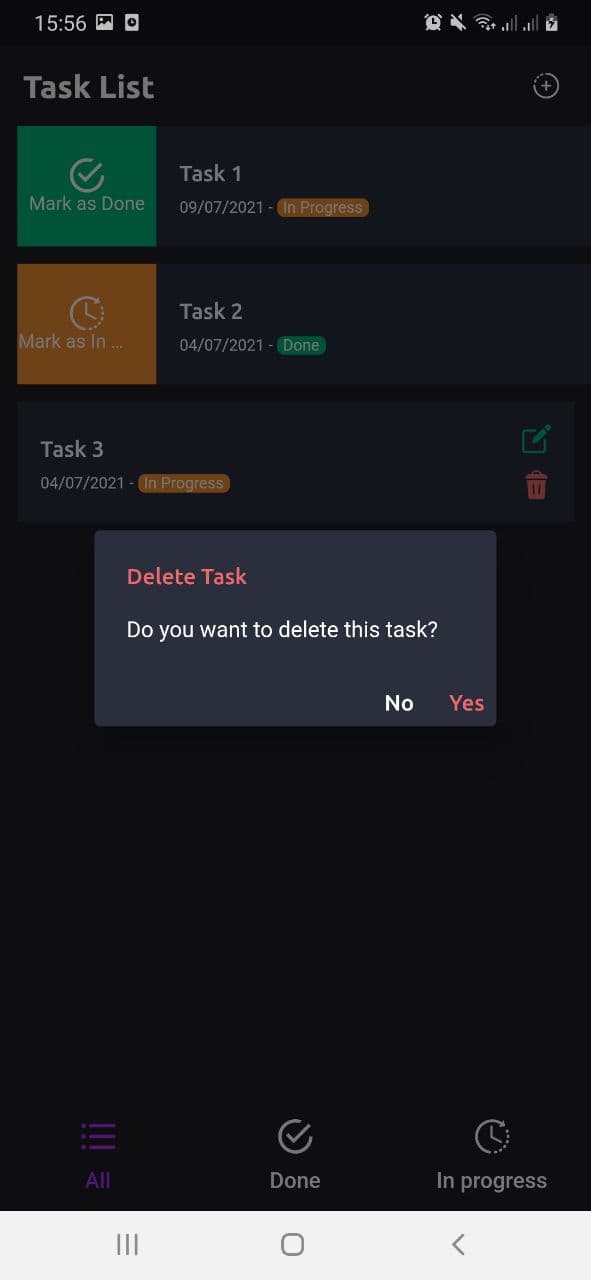 15:56
Task List
Mark as Done
Task 1
09/07/2021 - In Progress
Mark as In ...
Task 2
04/07/2021 - Done
Task 3
04/07/2021 - In Progress
Delete Task
Do you want to delete this task?
No Yes
All Done In progress